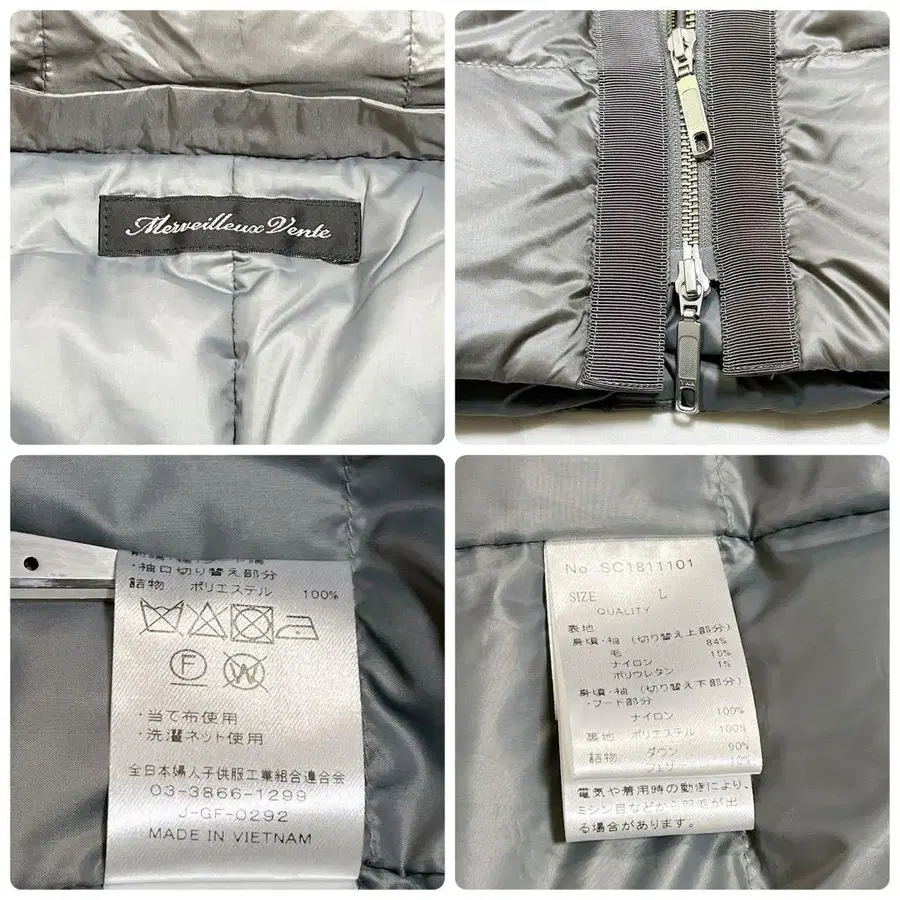 Merveilleux Vente
・袖口切り替え部分
詰物 ポリエステル 100%
F
W
・当て布使用
・洗濯ネット使用
全日本婦人子供服工業組合連合会
03-3866-1299
J-GF-0292
MADE IN VIETNAM
No. SC1811101
SIZE L
QUALITY
表地
身頃・袖 (切り替え上部分)
84%
毛 15%
ナイロン 1%
ポリウレタン
身頃・袖 (切り替え下部分)
・フード部分
ナイロン 100%
裏地 ポリエステル 100%
詰物 ダウン 90%
フェザ 10%
電気や着用時の動きにより、
ミシン目などから羽毛が出
る場合があります。